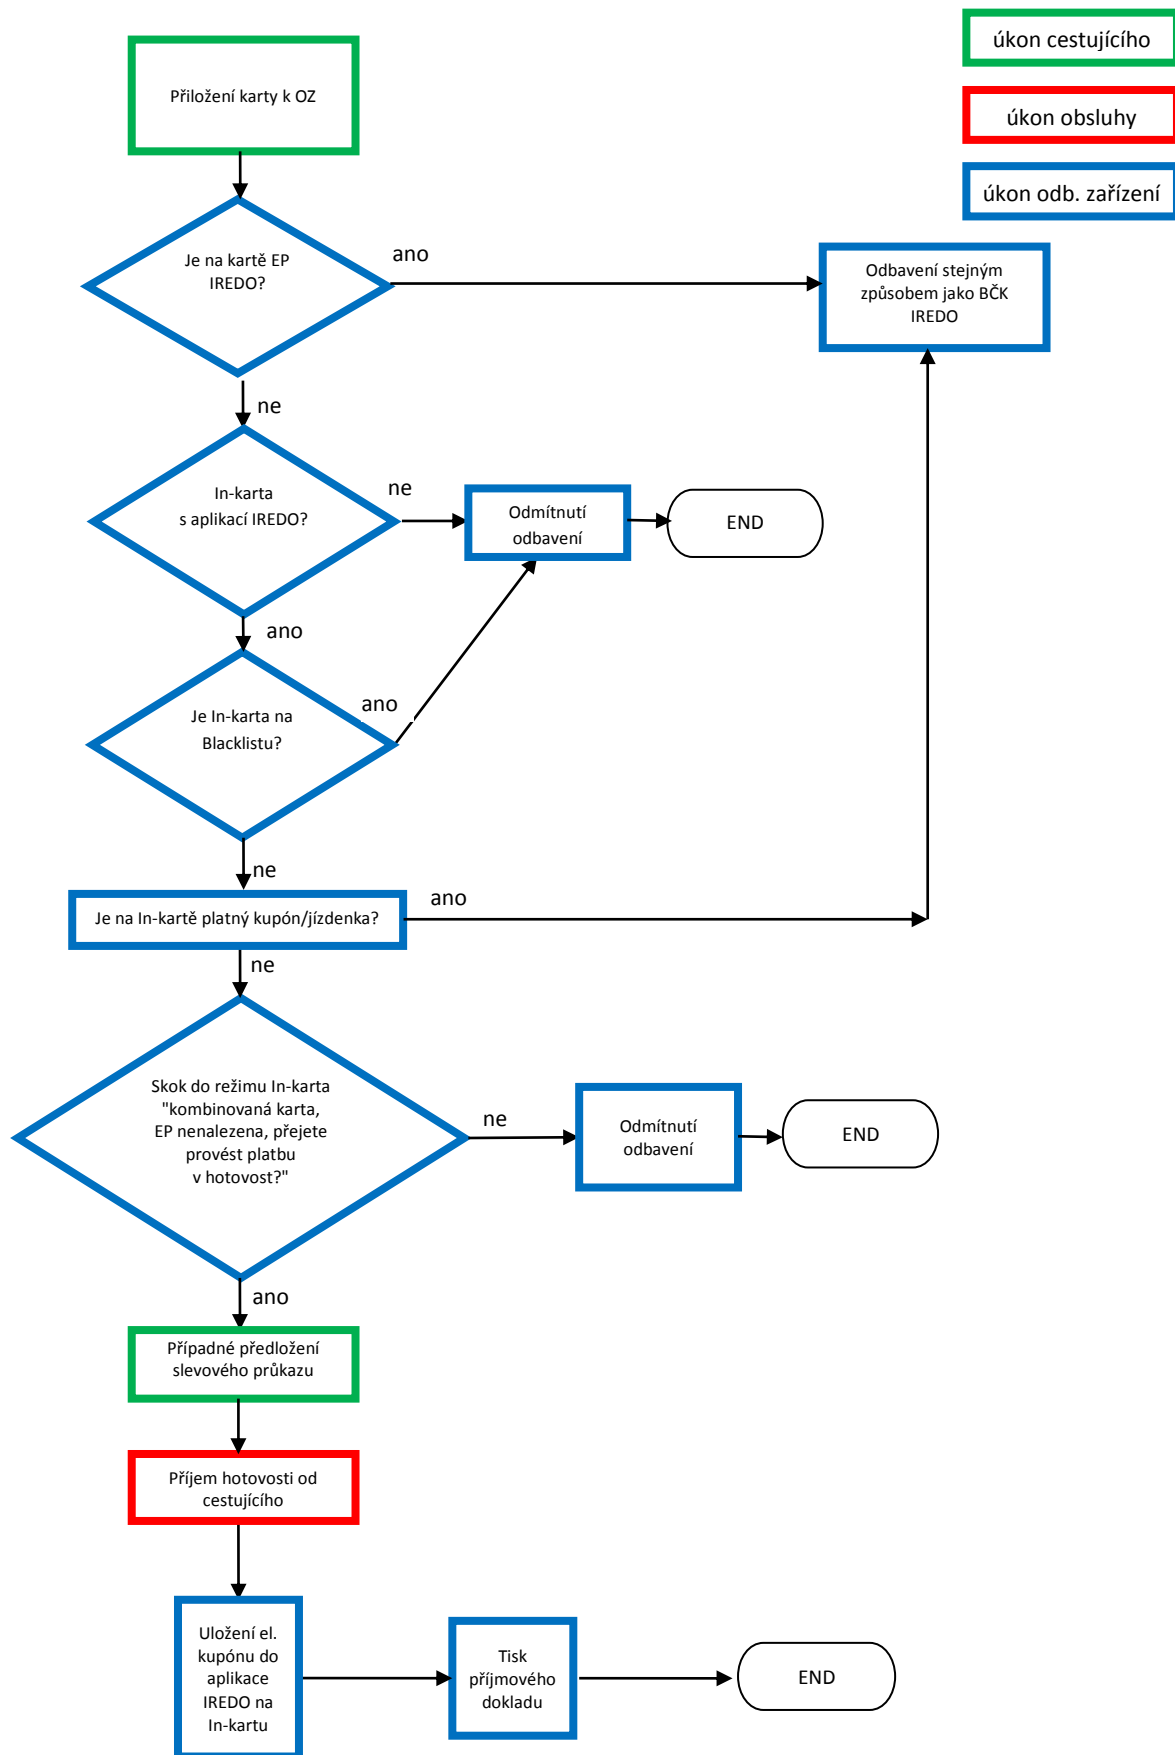 úkon cestujícího
Přiložení karty k OZ
úkon obsluhy
úkon odb. zařízení
Je na kartě EP
IREDO?
ano
Odbavení stejným
způsobem jako BČK
IREDO
ne
In-karta
s aplikací IREDO?
ne
Odmítnutí
odbavení
END
ano
Je In-karta na
Blacklistu?
ano
ne
Je na In-kartě platný kupón/jízdenka?
ano
ne
Skok do režimu In-karta
"kombinovaná karta,
EP nenalezena, přejete
provést platbu
v hotovost?"
ne
Odmítnutí
odbavení
END
ano
Případné předložení
slevového průkazu
Příjem hotovosti od
cestujícího
Uložení el.
kupónu do
aplikace
IREDO na
In-kartu
Tisk
příjmového
dokladu
END